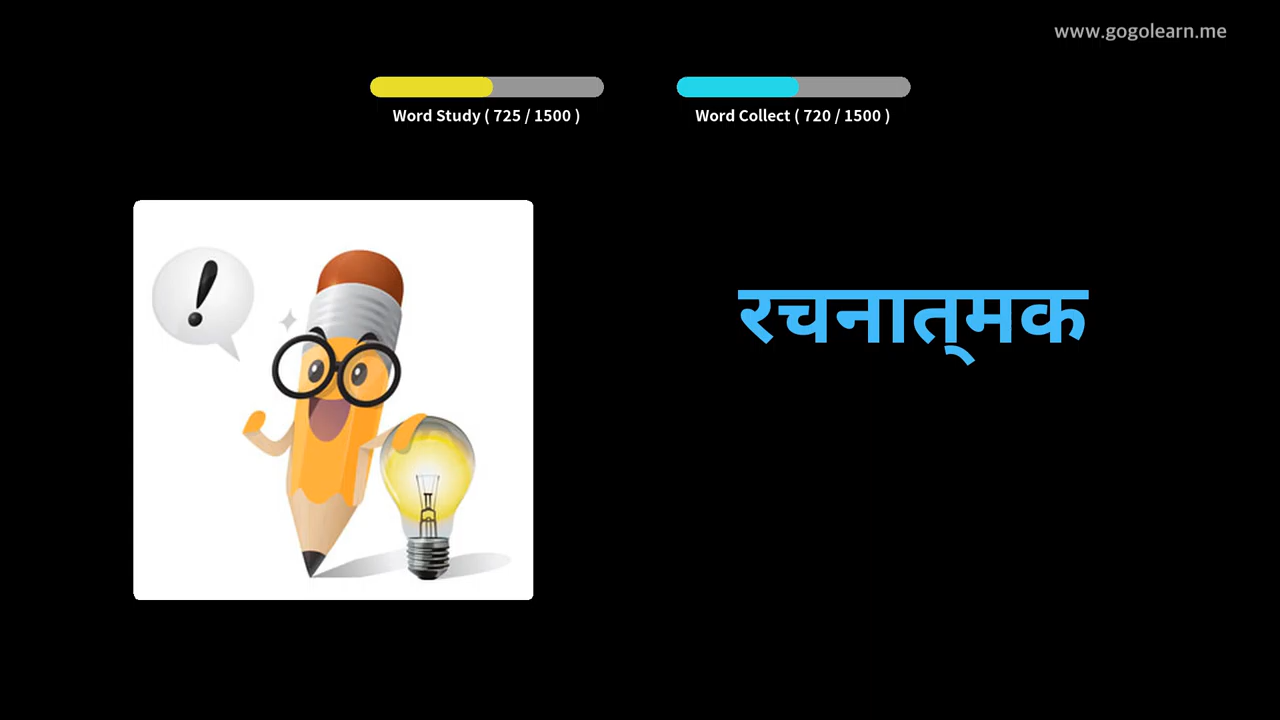 www.gogolearn.me
Word Study ( 725 / 1500 )
Word Collect ( 720 / 1500 )
!
रचनात्‌मक